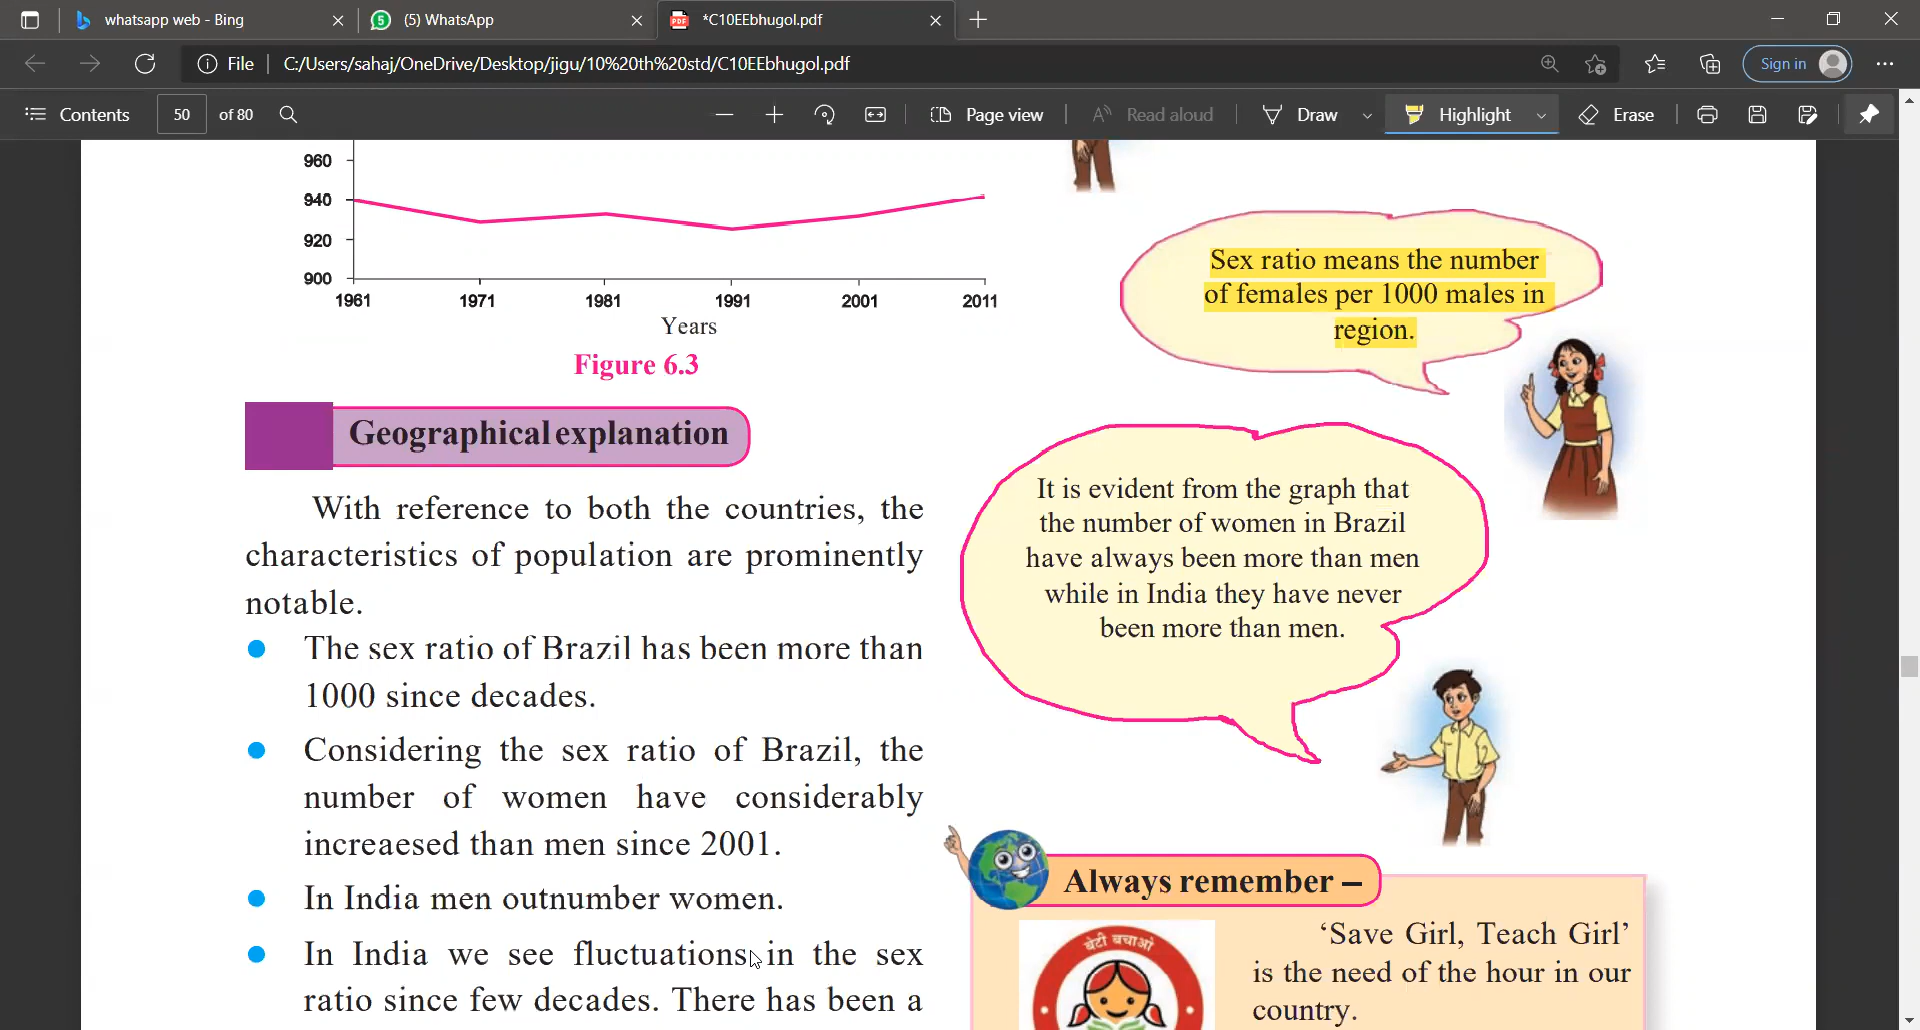 whatsapp web - Bing
(5) WhatsApp
*C10EEbhugol.pdf
File
C:/Users/sahaj/OneDrive/Desktop/jigu/10%20th%20std/C10EEbhugol.pdf
Sign in
Contents
50 of 80
Page view
Read aloud
Draw
Highlight
Erase
960
940
920
900
1961 1971 1981 1991 2001 2011
Years
Figure 6.3
Sex ratio means the number
of females per 1000 males in
region.
Geographical explanation
With reference to both the countries, the
characteristics of population are prominently
notable.
The sex ratio of Brazil has been more than
1000 since decades.
Considering the sex ratio of Brazil, the
number of women have considerably
increaesed than men since 2001.
In India men outnumber women.
In India we see fluctuations in the sex
ratio since few decades. There has been a
It is evident from the graph that
the number of women in Brazil
have always been more than men
while in India they have never
been more than men.
Always remember –
बेटी बचाओ
‘Save Girl, Teach Girl’
is the need of the hour in our
country.